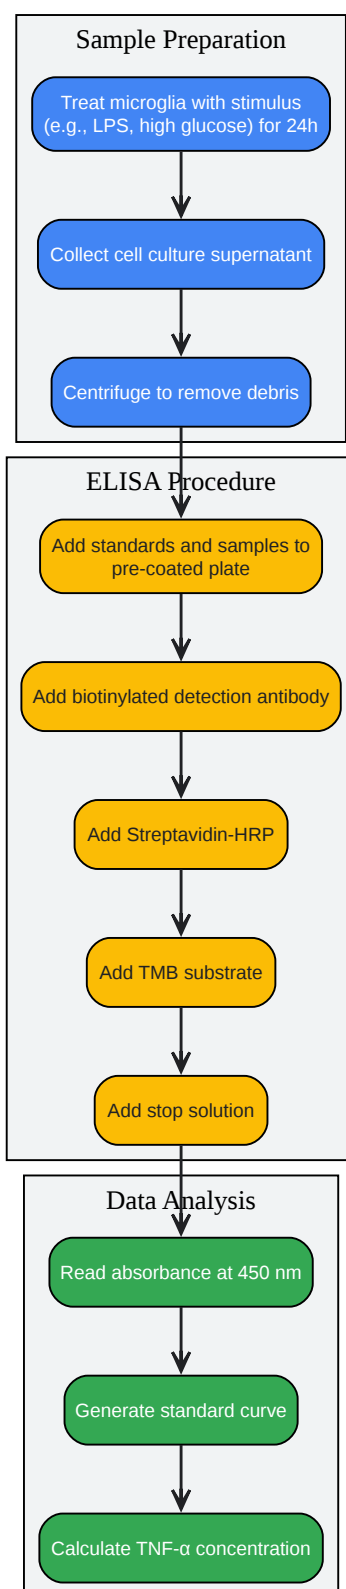 Sample Preparation
Treat microglia with stimulus
(e.g., LPS, high glucose) for 24h
Collect cell culture supernatant
Centrifuge to remove debris
ELISA Procedure
Add standards and samples to
pre-coated plate
Add biotinylated detection antibody
Add Streptavidin-HRP
Add TMB substrate
Add stop solution
Data Analysis
Read absorbance at 450 nm
Generate standard curve
Calculate TNF-α concentration